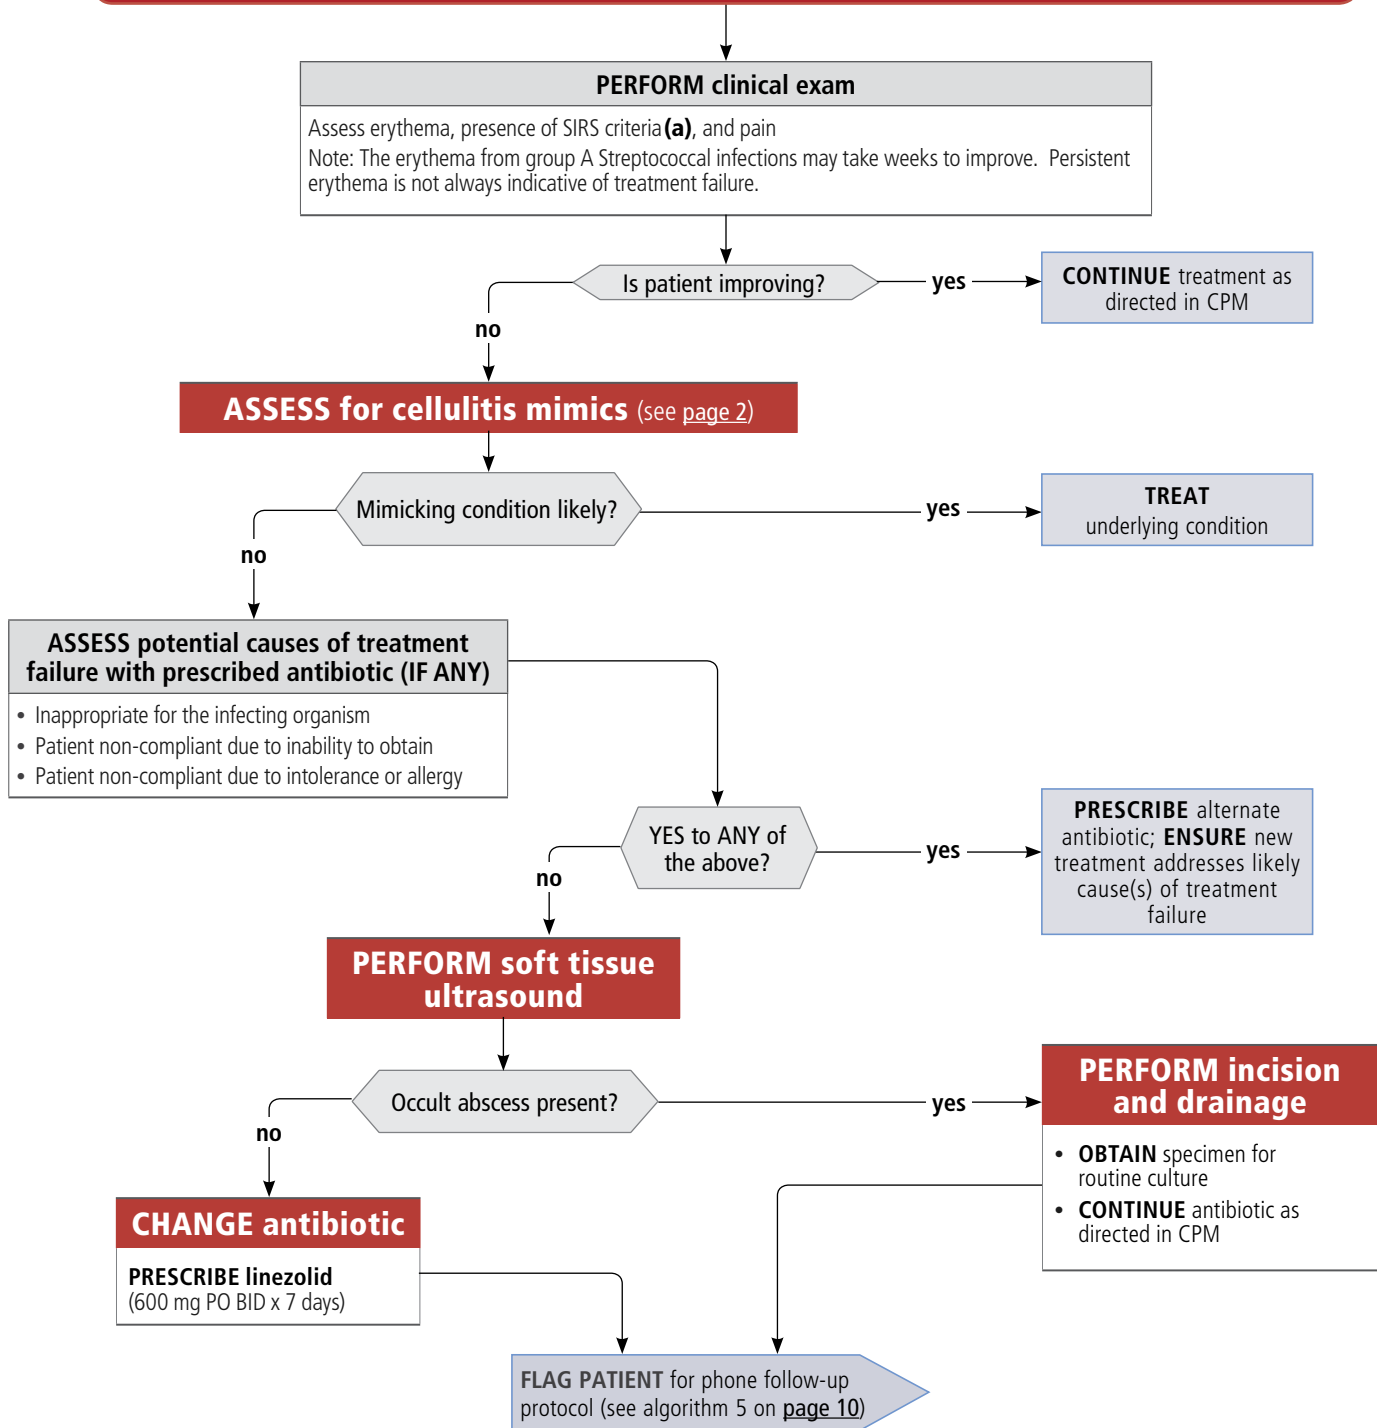 PERFORM clinical exam
Assess erythema, presence of SIRS criteria(a), and pain
Note: The erythema from group A Streptococcal infections may take weeks to improve. Persistent
erythema is not always indicative of treatment failure.
Is patient improving?
yes
CONTINUE treatment as
directed in CPM
no
ASSESS for cellulitis mimics (see page 2)
Mimicking condition likely?
yes
TREAT
underlying condition
no
ASSESS potential causes of treatment
failure with prescribed antibiotic (IF ANY)
• Inappropriate for the infecting organism
• Patient non-compliant due to inability to obtain
• Patient non-compliant due to intolerance or allergy
YES to ANY of
the above?
yes
PRESCRIBE alternate
antibiotic; ENSURE new
treatment addresses likely
cause(s) of treatment
failure
no
PERFORM soft tissue
ultrasound
Occult abscess present?
yes
PERFORM incision
and drainage
• OBTAIN specimen for
routine culture
• CONTINUE antibiotic as
directed in CPM
no
CHANGE antibiotic
PRESCRIBE linezolid
(600 mg PO BID x 7 days)
FLAG PATIENT for phone follow-up
protocol (see algorithm 5 on page 10)